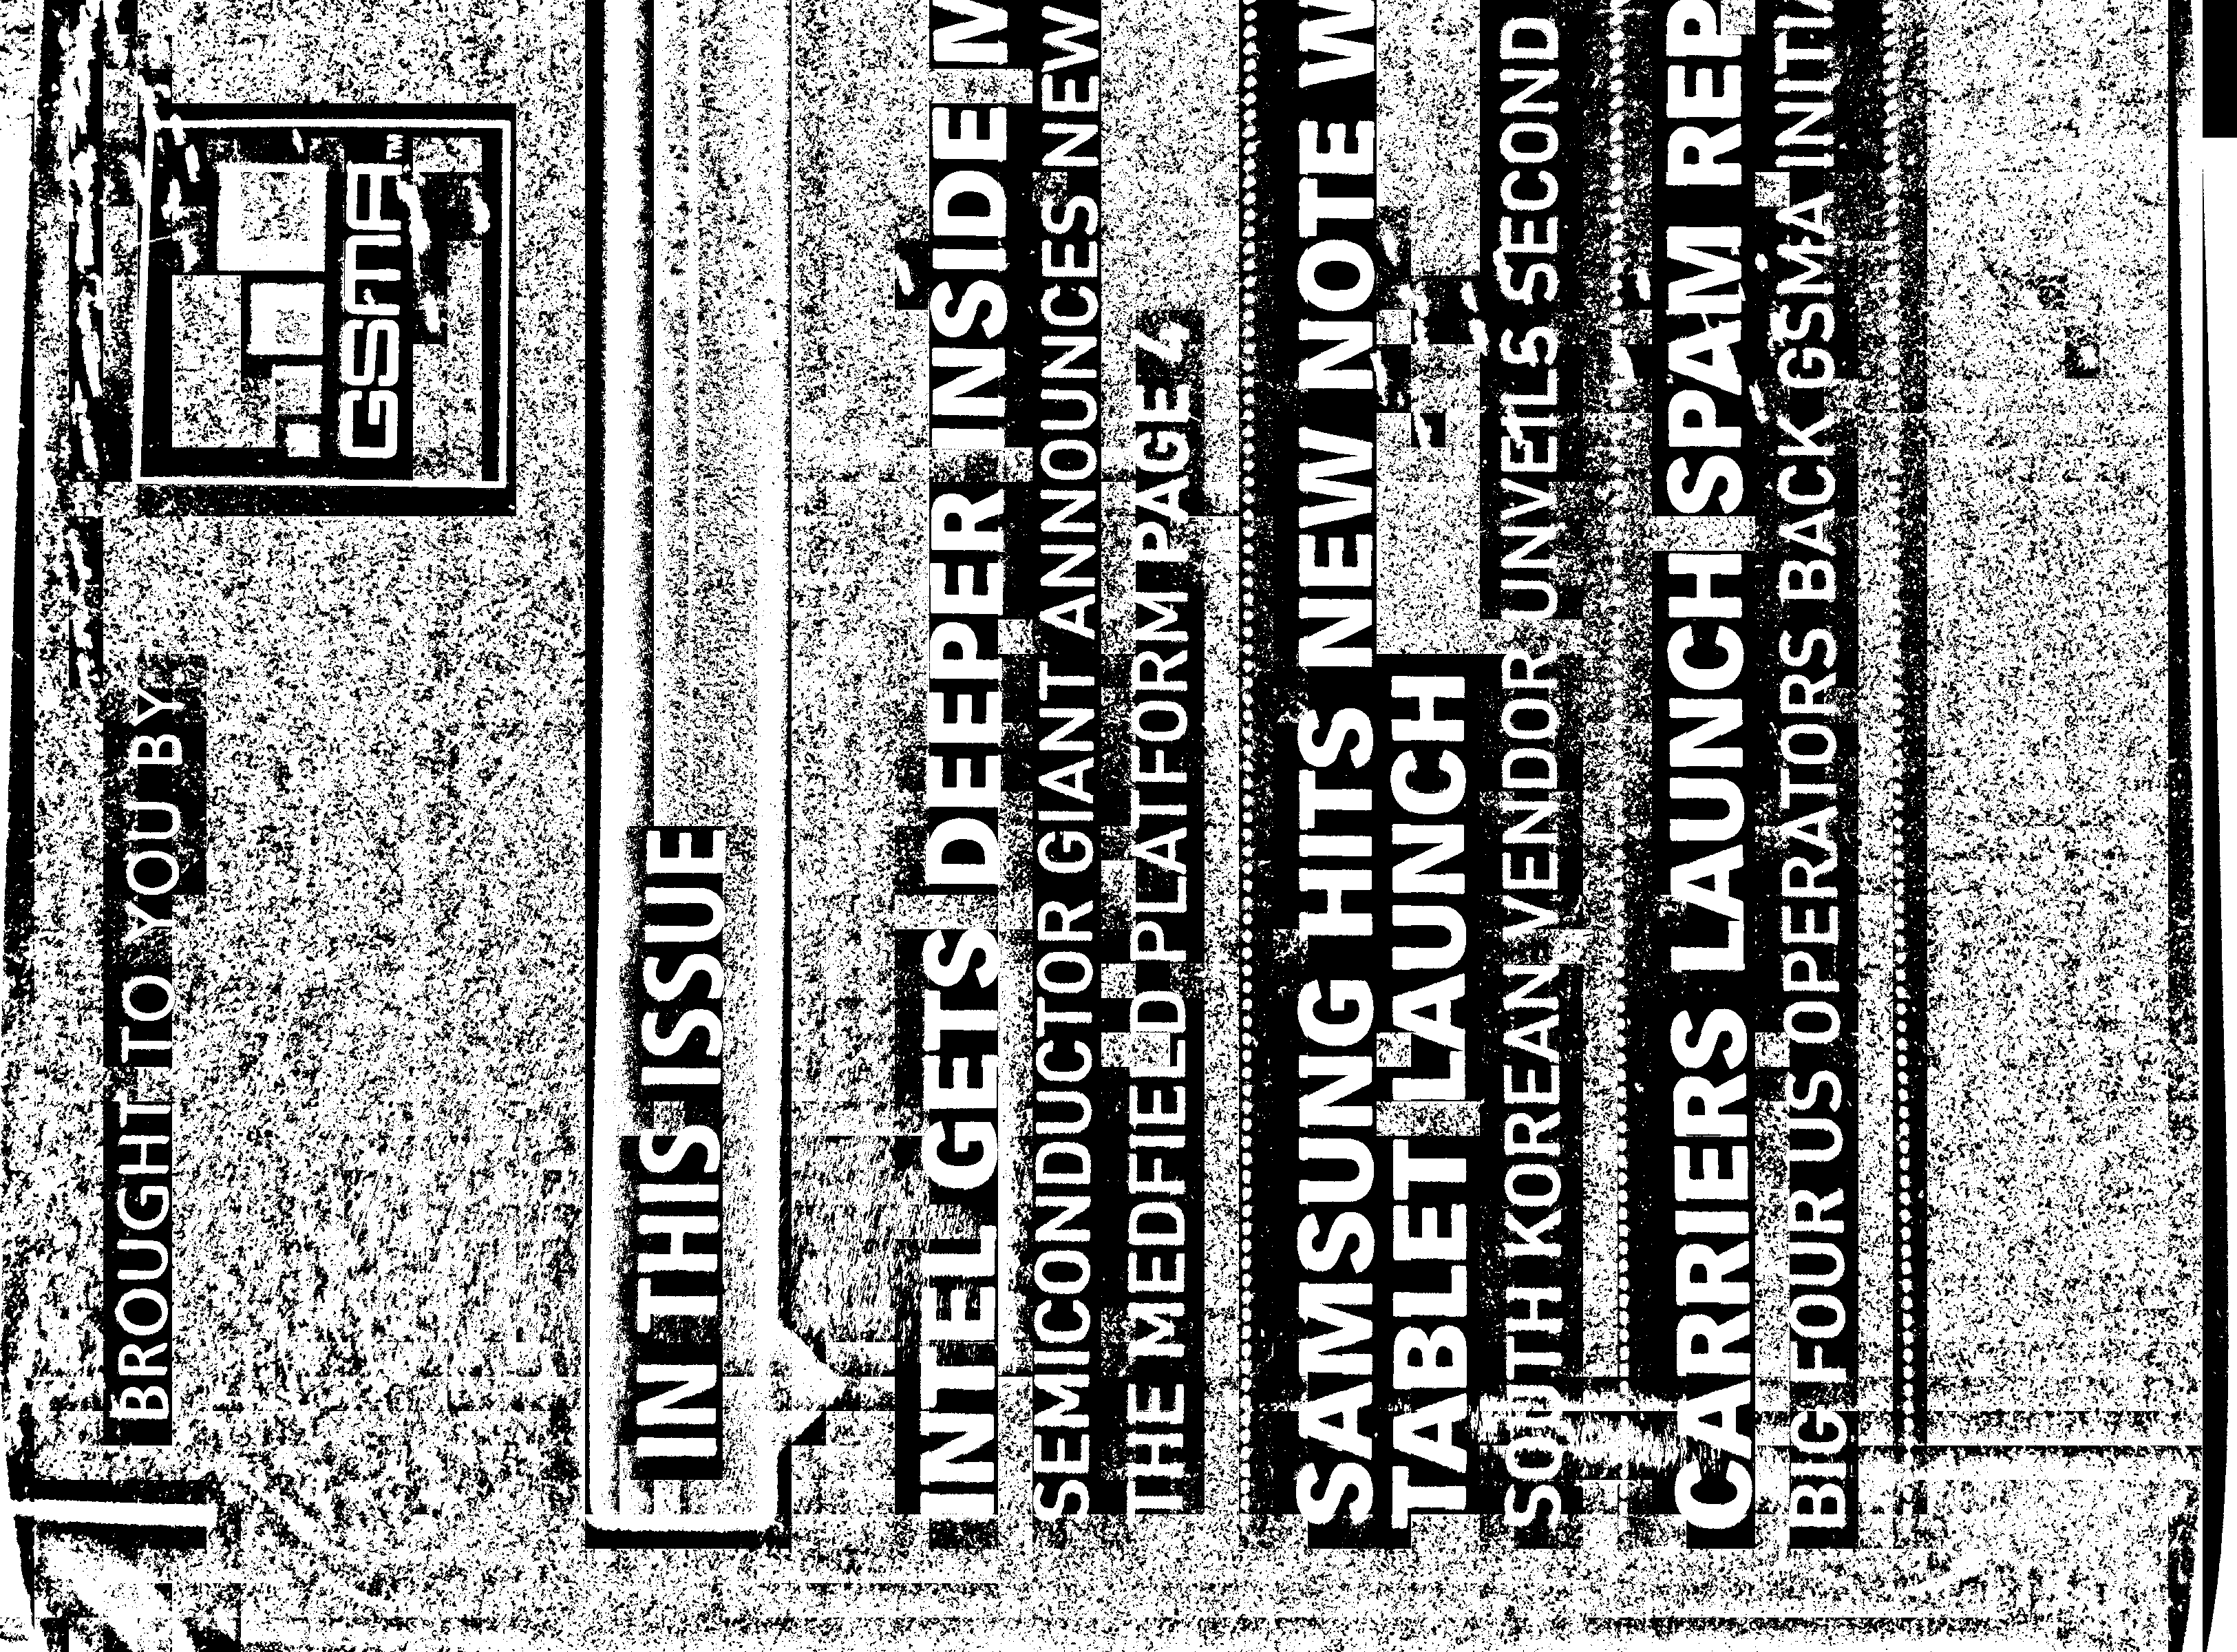 BROUGHT TO YOU BY
GSMA™
IN THIS ISSUE
INTEL GETS DEEPER INSIDE
SEMICONDUCTOR GIANT ANNOUNCES NEW
THE MEDFIELD PLATFORM PAGE 4
SAMSUNG HITS NEW NOTE W
TABLET LAUNCH
SOUTH KOREAN VENDOR UNVEILS SECOND
CARRIERS LAUNCH SPAM REP
BIG FOUR US OPERATORS BACK GSMA INITI